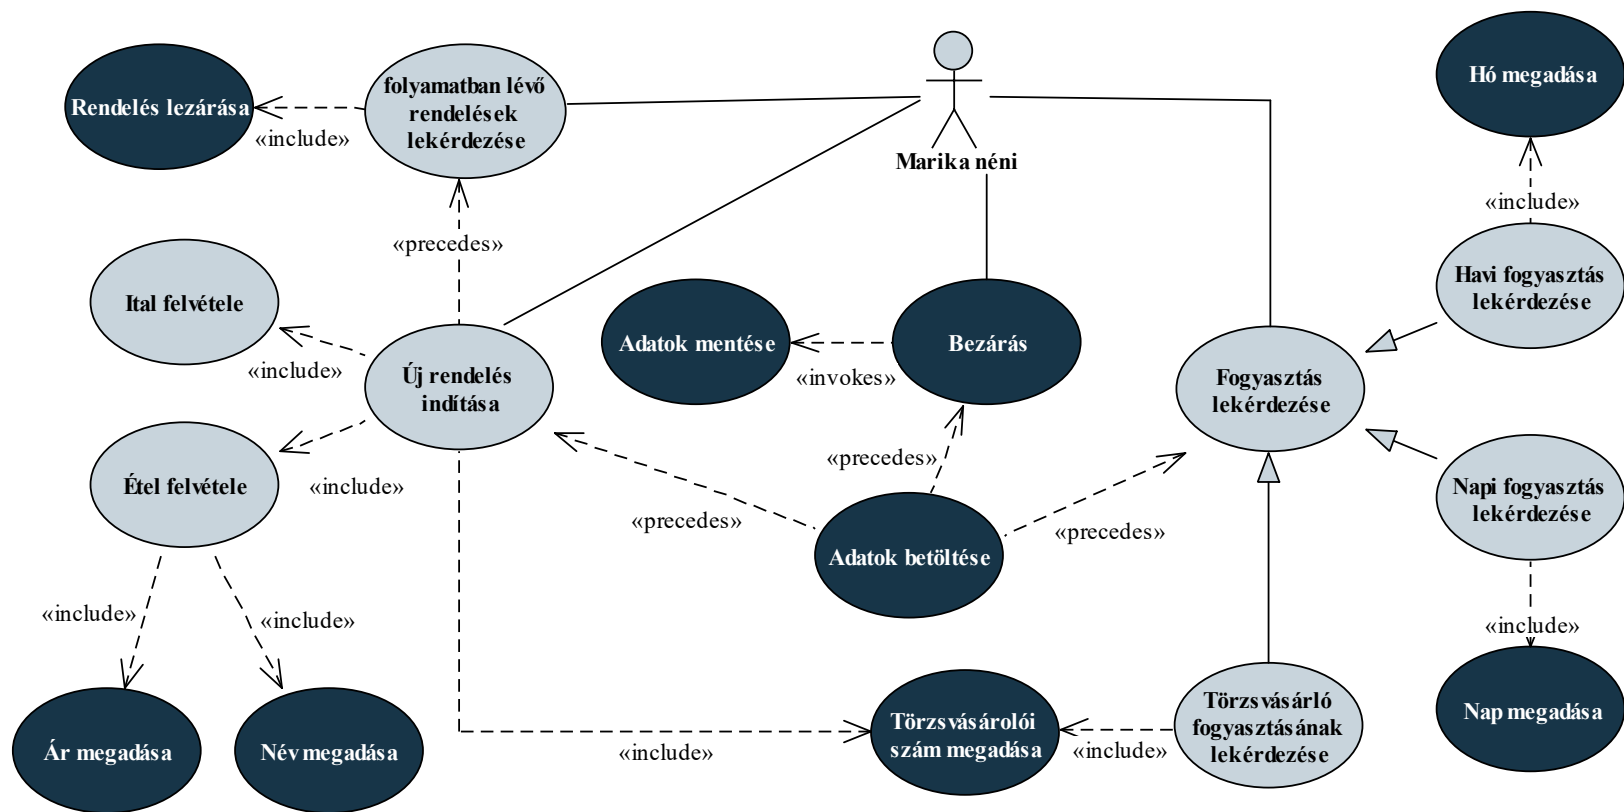 Hó megadása
folyamatban lévő
rendelések
lekérdezése
Rendelés lezárása
«include»
Marika néni
«include»
«precedes»
Ital felvétele
Havi fogyasztás
lekérdezése
Adatok mentése
Bezárás
«include»
«invokes»
Új rendelés
indítása
Fogyasztás
lekérdezése
«precedes»
Étel felvétele
«include»
Napi fogyasztás
lekérdezése
«precedes»
«precedes»
Adatok betöltése
«include»
«include»
«include»
Törzsvásárolói
szám megadása
Törzsvásárló
fogyasztásának
lekérdezése
Nap megadása
Ár megadása
Név megadása
«include»
«include»